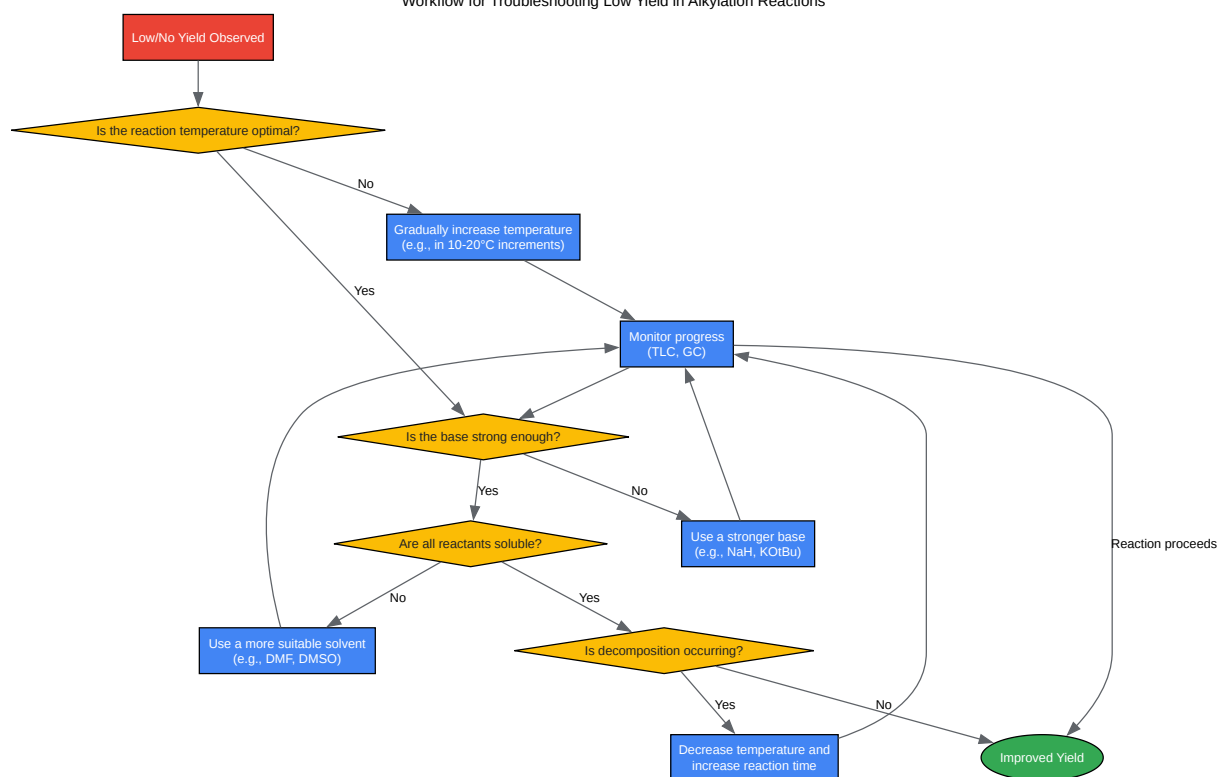 Workflow for Troubleshooting Low Yield in Alkylation Reactions
Low/No Yield Observed
Is the reaction temperature optimal?
No
Gradually increase temperature
(e.g., in 10-20°C increments)
Yes
Monitor progress
(TLC, GC)
Is the base strong enough?
Yes
No
Use a stronger base
(e.g., NaH, KOtBu)
Are all reactants soluble?
Reaction proceeds
No
Yes
Use a more suitable solvent
(e.g., DMF, DMSO)
Is decomposition occurring?
Yes
No
Decrease temperature and
increase reaction time
Improved Yield